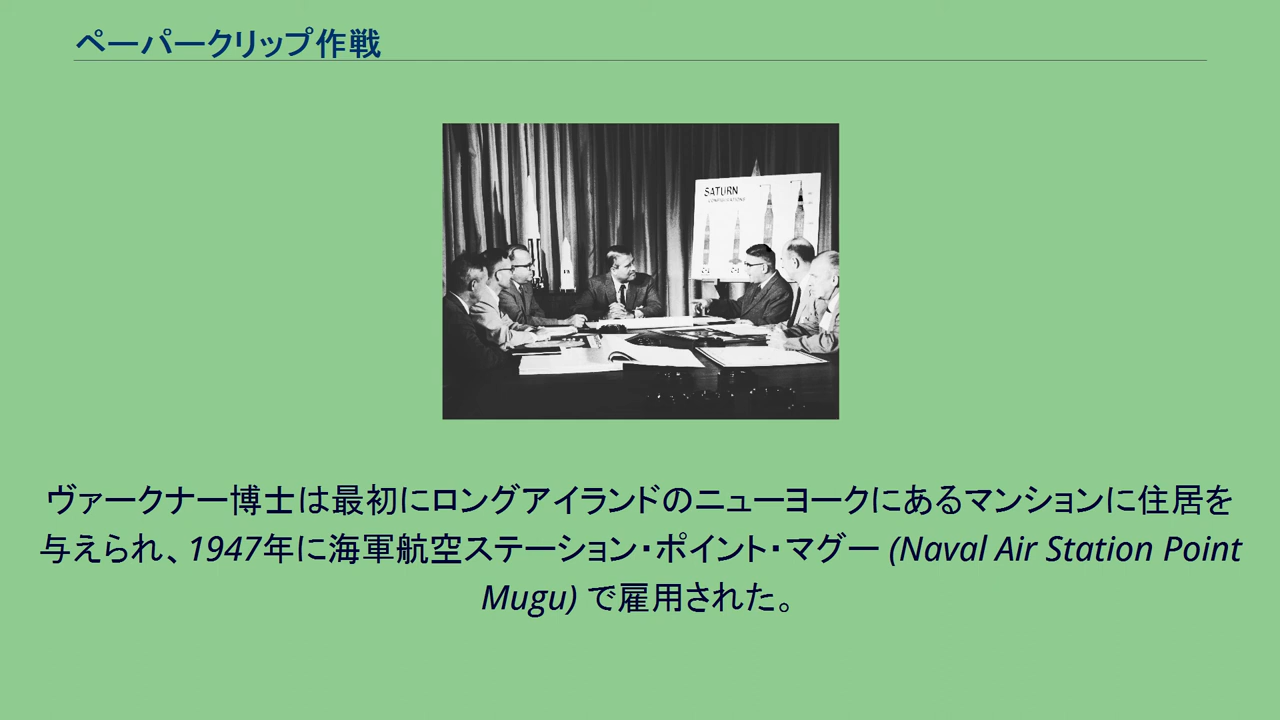 ペーパークリップ作戦
SATURN
ヴァークナー博士は最初にロングアイランドのニューヨークにあるマンションに住居を
与えられ、1947年に海軍航空ステーション・ポイント・マグー (Naval Air Station Point
Mugu) で雇用された。